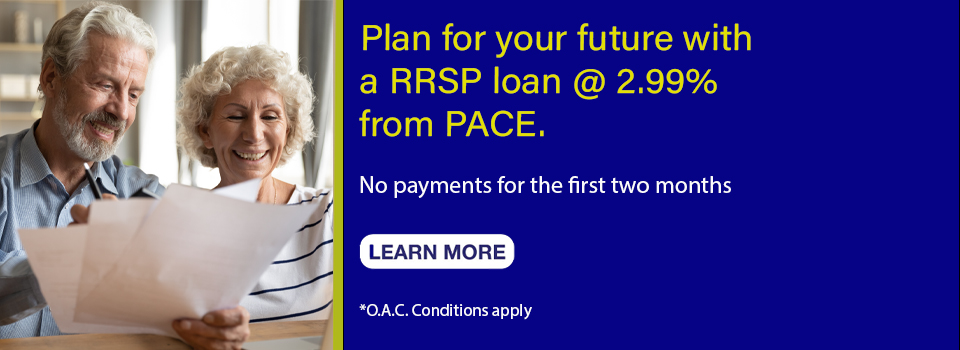 Plan for your future with
a RRSP loan @ 2.99%
from PACE.
No payments for the first two months
LEARN MORE
*O.A.C. Conditions apply